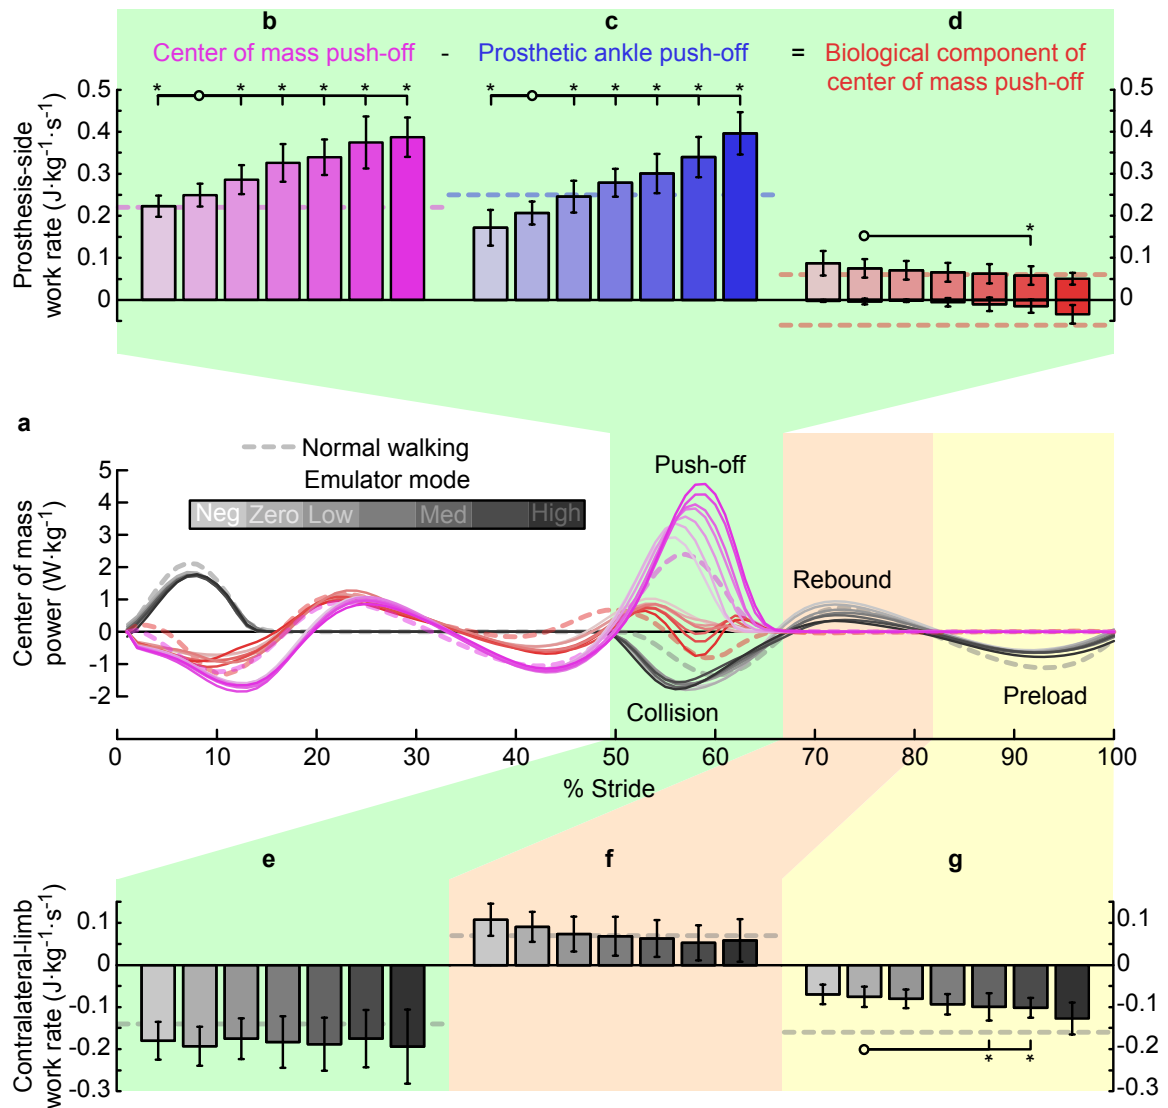 b
c
d
Center of mass push-off - Prosthetic ankle push-off = Biological component of
center of mass push-off
* * * * * *
* * * * * *
*
Prosthesis-side
work rate (J·kg⁻¹·s⁻¹)
0.5
0.4
0.3
0.2
0.1
0
0.5
0.4
0.3
0.2
0.1
0
a
Normal walking
Emulator mode
Neg Zero Low Med High
Push-off
Rebound
Collision
Preload
Center of mass
power (W·kg⁻¹)
5
4
3
2
1
0
-1
-2
0 10 20 30 40 50 60 70 80 90 100
% Stride
e
f
g
Contralateral-limb
work rate (J·kg⁻¹·s⁻¹)
0.1
0
-0.1
-0.2
-0.3
0.1
0
-0.1
-0.2
-0.3
* *